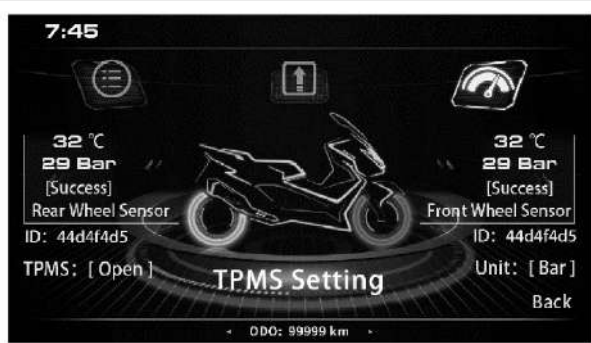 7:45
32 ℃
29 Bar
[Success]
Rear Wheel Sensor
ID: 44d4f4d5
TPMS: [ Open ]
32 ℃
29 Bar
[Success]
Front Wheel Sensor
ID: 44d4f4d5
Unit: [ Bar ]
TPMS Setting
Back
ODO: 99999 km